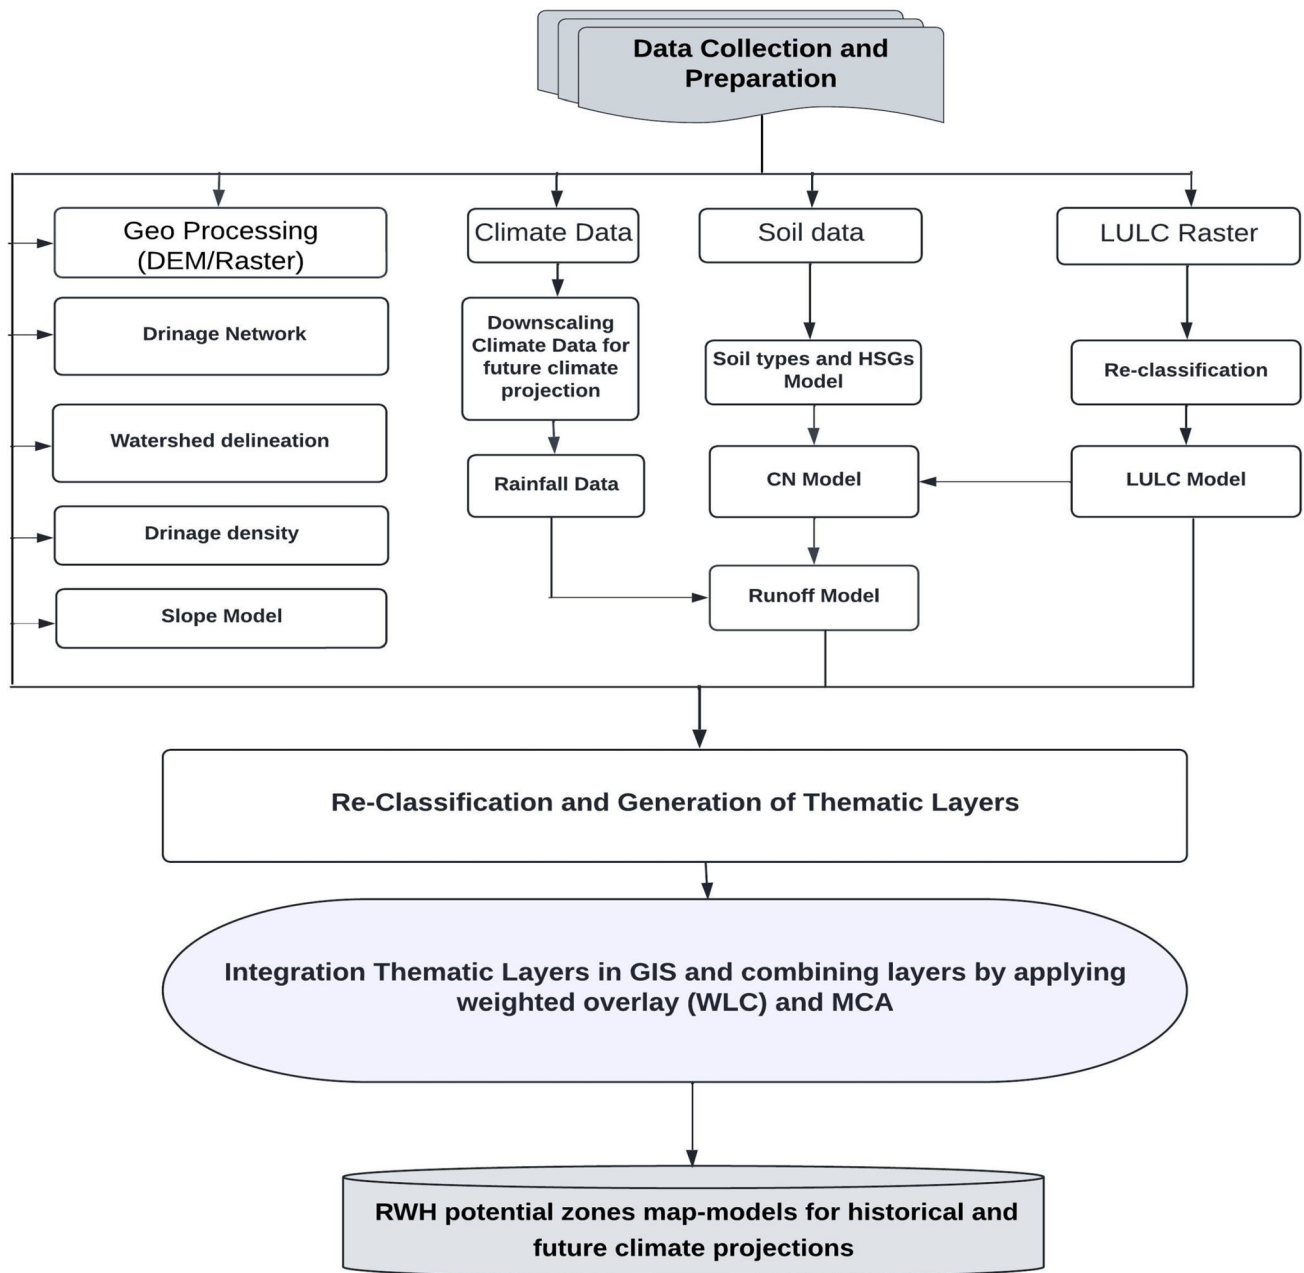 Data Collection and
Preparation
Geo Processing
(DEM/Raster)
Climate Data
Soil data
LULC Raster
Drinage Network
Downscaling
Climate Data for
future climate
projection
Soil types and HSGs
Model
Re-classification
Watershed delineation
Rainfall Data
CN Model
LULC Model
Drinage density
Runoff Model
Slope Model
Re-Classification and Generation of Thematic Layers
Integration Thematic Layers in GIS and combining layers by applying
weighted overlay (WLC) and MCA
RWH potential zones map-models for historical and
future climate projections